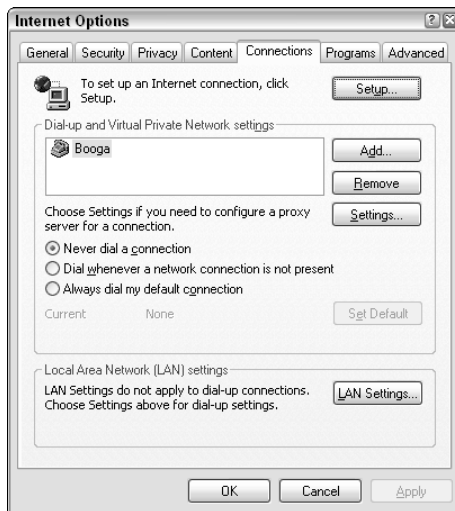 Internet Options
General Security Privacy Content Connections Programs Advanced
To set up an Internet connection, click
Setup.
Setup...
Dial-up and Virtual Private Network settings
Booga
Add...
Remove
Choose Settings if you need to configure a proxy
server for a connection.
Settings...
Never dial a connection
Dial whenever a network connection is not present
Always dial my default connection
Current None
Set Default
Local Area Network (LAN) settings
LAN Settings do not apply to dial-up connections.
Choose Settings above for dial-up settings.
LAN Settings...
OK Cancel Apply